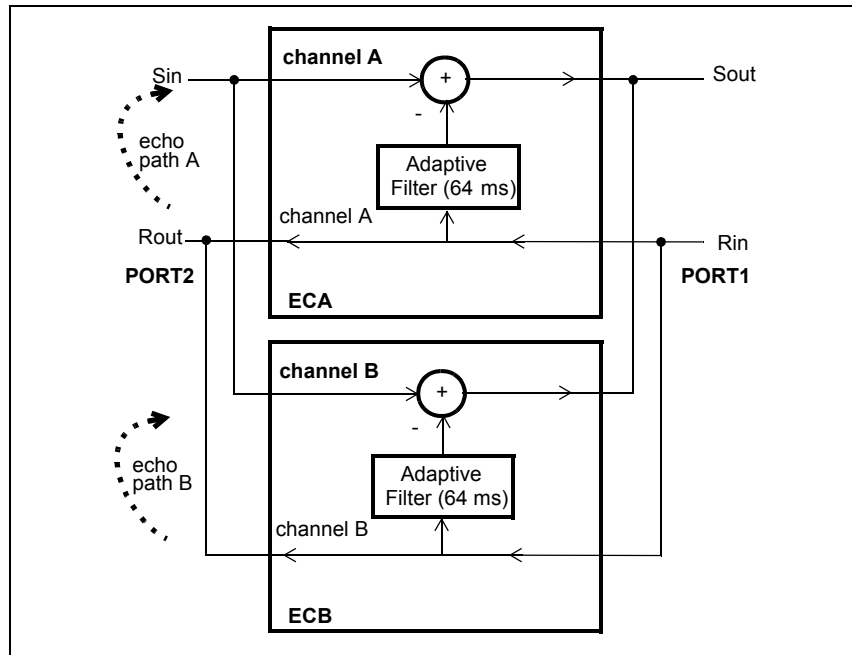 channel A
Sin
+
Sout
-
echo
path A
Adaptive
Filter (64 ms)
channel A
Rout
Rin
PORT2
PORT1
ECA
channel B
+
-
echo
path B
Adaptive
Filter (64 ms)
channel B
ECB